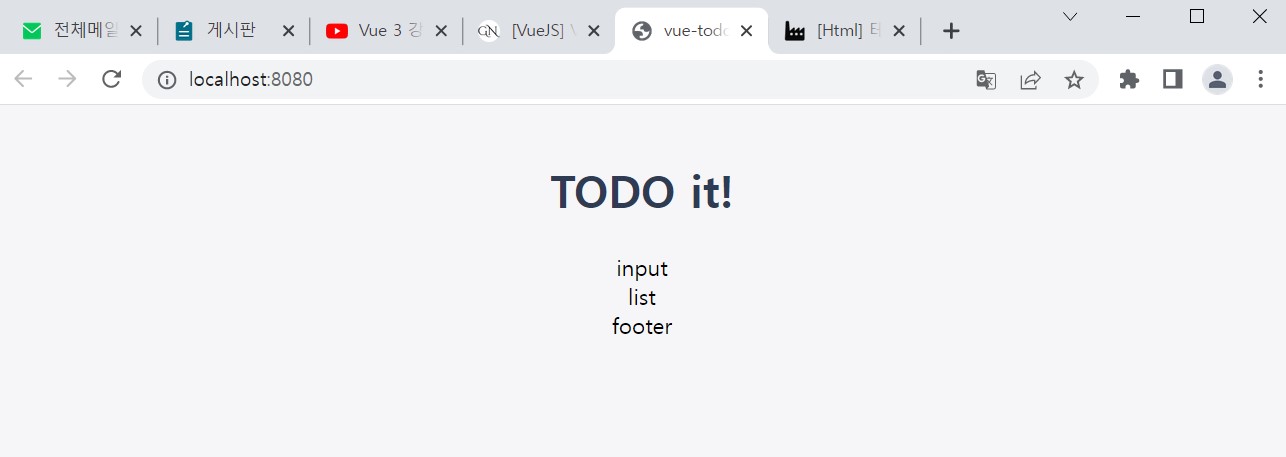 전체메일
게시판
Vue 3 강
[VueJS]
vue-todo
[Html]
localhost:8080
TODO it!
input
list
footer